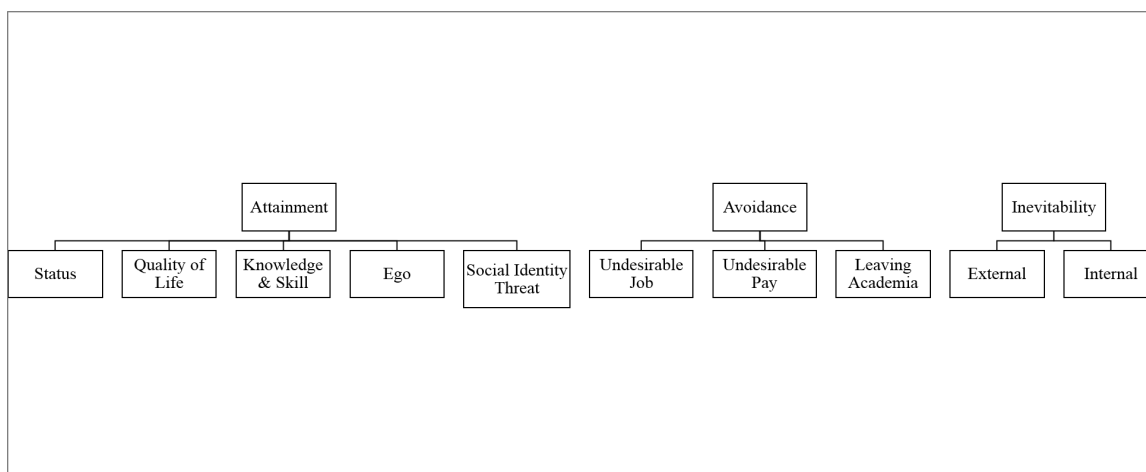 Attainment
Avoidance
Inevitability
Status
Quality of
Life
Knowledge
& Skill
Ego
Social Identity
Threat
Undesirable
Job
Undesirable
Pay
Leaving
Academia
External
Internal